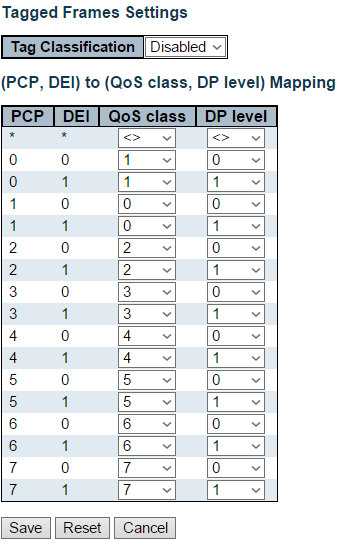 Tagged Frames Settings
Tag Classification Disabled
(PCP, DEI) to (QoS class, DP level) Mapping
PCP DEI QoS class DP level
* * <> <>
0 0 1 0
0 1 1 1
1 0 0 0
1 1 0 1
2 0 2 0
2 1 2 1
3 0 3 0
3 1 3 1
4 0 4 0
4 1 4 1
5 0 5 0
5 1 5 1
6 0 6 0
6 1 6 1
7 0 7 0
7 1 7 1
Save Reset Cancel